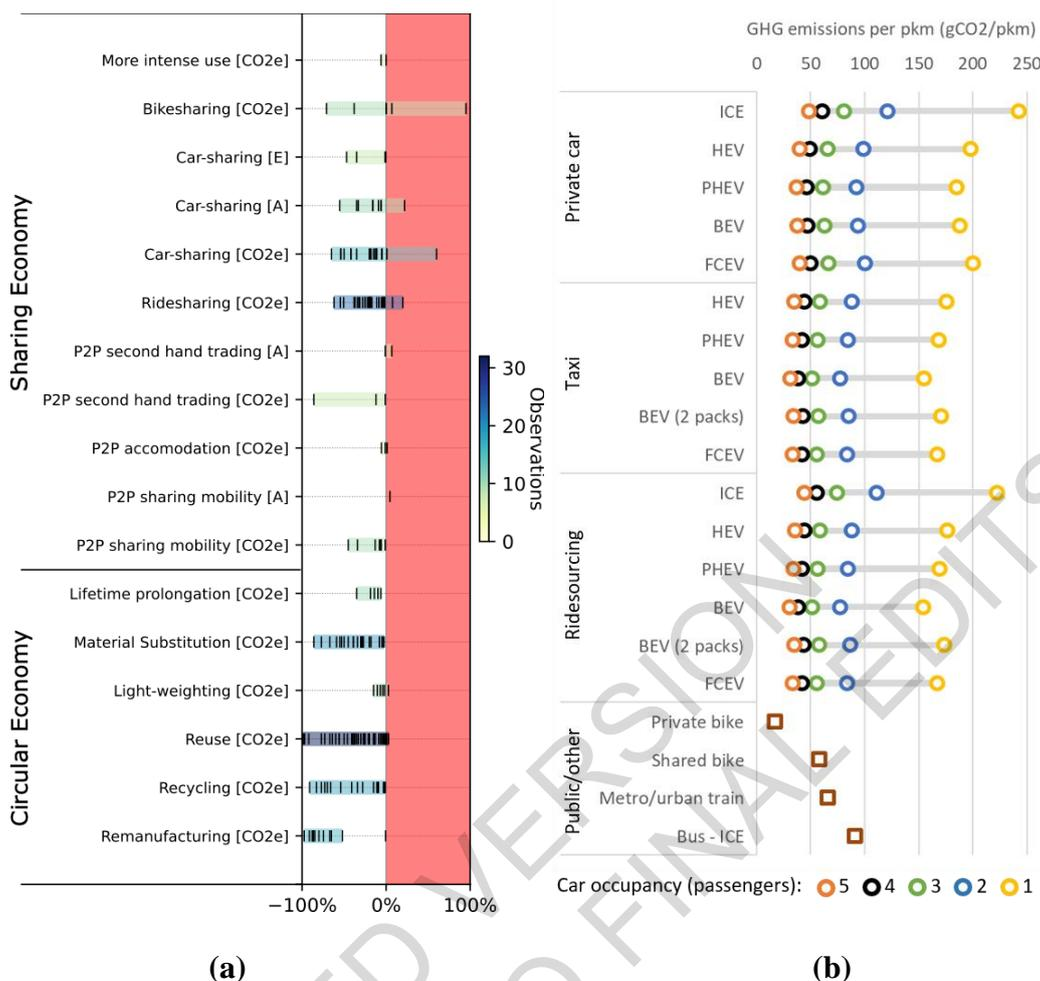 Sharing Economy
More intense use [CO2e]
Bikesharing [CO2e]
Car-sharing [E]
Car-sharing [A]
Car-sharing [CO2e]
Ridesharing [CO2e]
P2P second hand trading [A]
P2P second hand trading [CO2e]
P2P accomodation [CO2e]
P2P sharing mobility [A]
P2P sharing mobility [CO2e]
Circular Economy
Lifetime prolongation [CO2e]
Material Substitution [CO2e]
Light-weighting [CO2e]
Reuse [CO2e]
Recycling [CO2e]
Remanufacturing [CO2e]
−100% 0% 100%
30
20
10
0
Observations
(a)
GHG emissions per pkm (gCO2/pkm)
0 50 100 150 200 250
Private car
ICE
HEV
PHEV
BEV
FCEV
Taxi
HEV
PHEV
BEV
BEV (2 packs)
FCEV
Ridesourcing
ICE
HEV
PHEV
BEV
BEV (2 packs)
FCEV
Public/other
Private bike
Shared bike
Metro/urban train
Bus - ICE
Car occupancy (passengers): 5 4 3 2 1
(b)
ED VERSION
O FINAL EDITS